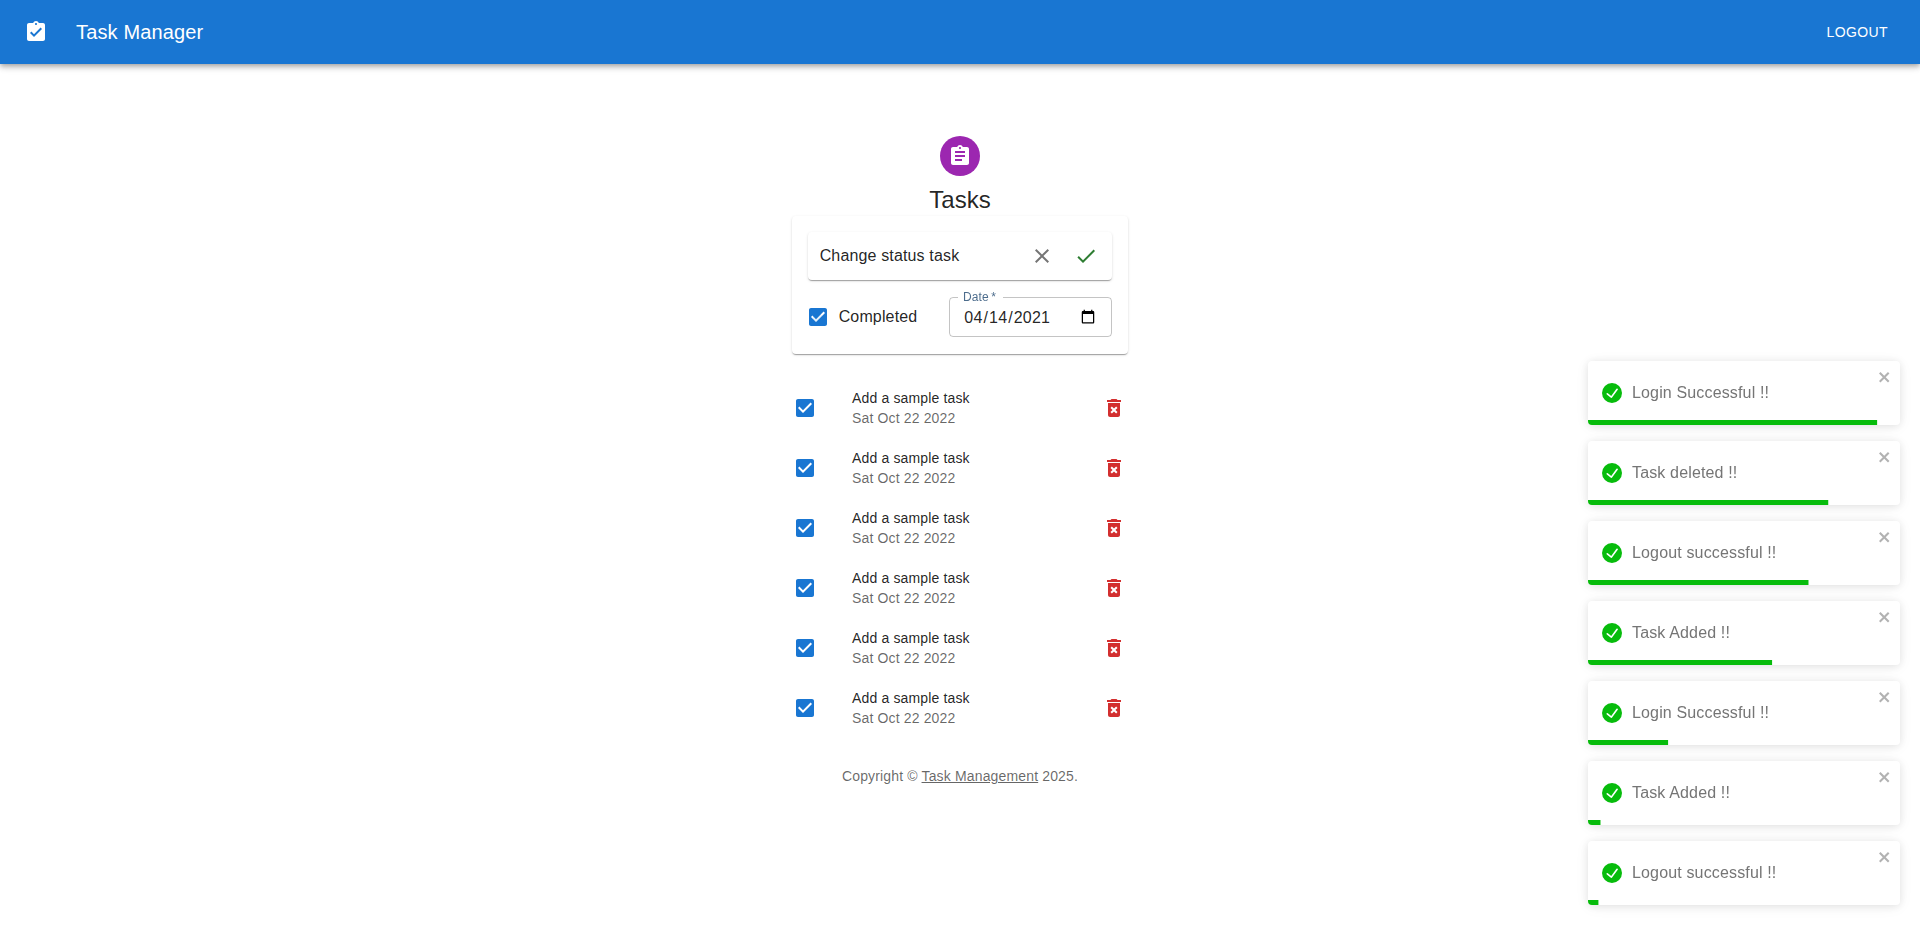 Task Manager
LOGOUT
Tasks
Change status task
Completed
Date *
04/14/2021
Add a sample task
Sat Oct 22 2022
Add a sample task
Sat Oct 22 2022
Add a sample task
Sat Oct 22 2022
Add a sample task
Sat Oct 22 2022
Add a sample task
Sat Oct 22 2022
Add a sample task
Sat Oct 22 2022
Copyright © Task Management 2025.
Login Successful !!
Task deleted !!
Logout successful !!
Task Added !!
Login Successful !!
Task Added !!
Logout successful !!